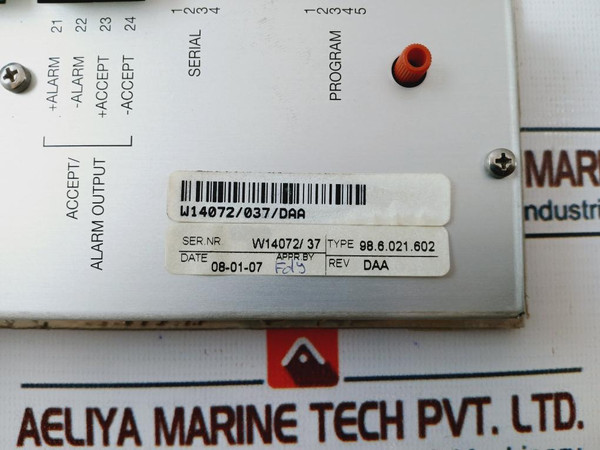 21 +ALARM
22 -ALARM
23 +ACCEPT
24 -ACCEPT
ACCEPT/
ALARM OUTPUT
1 2 3 4
SERIAL
1 2 3 4 5
PROGRAM
W14072/037/DAA
SER.NR W14072/ 37 TYPE 98.6.021.602
DATE 08-01-07 APPR.BY REV DAA
MARI
ndustri
AELIYA MARINE TECH PVT. LTD.